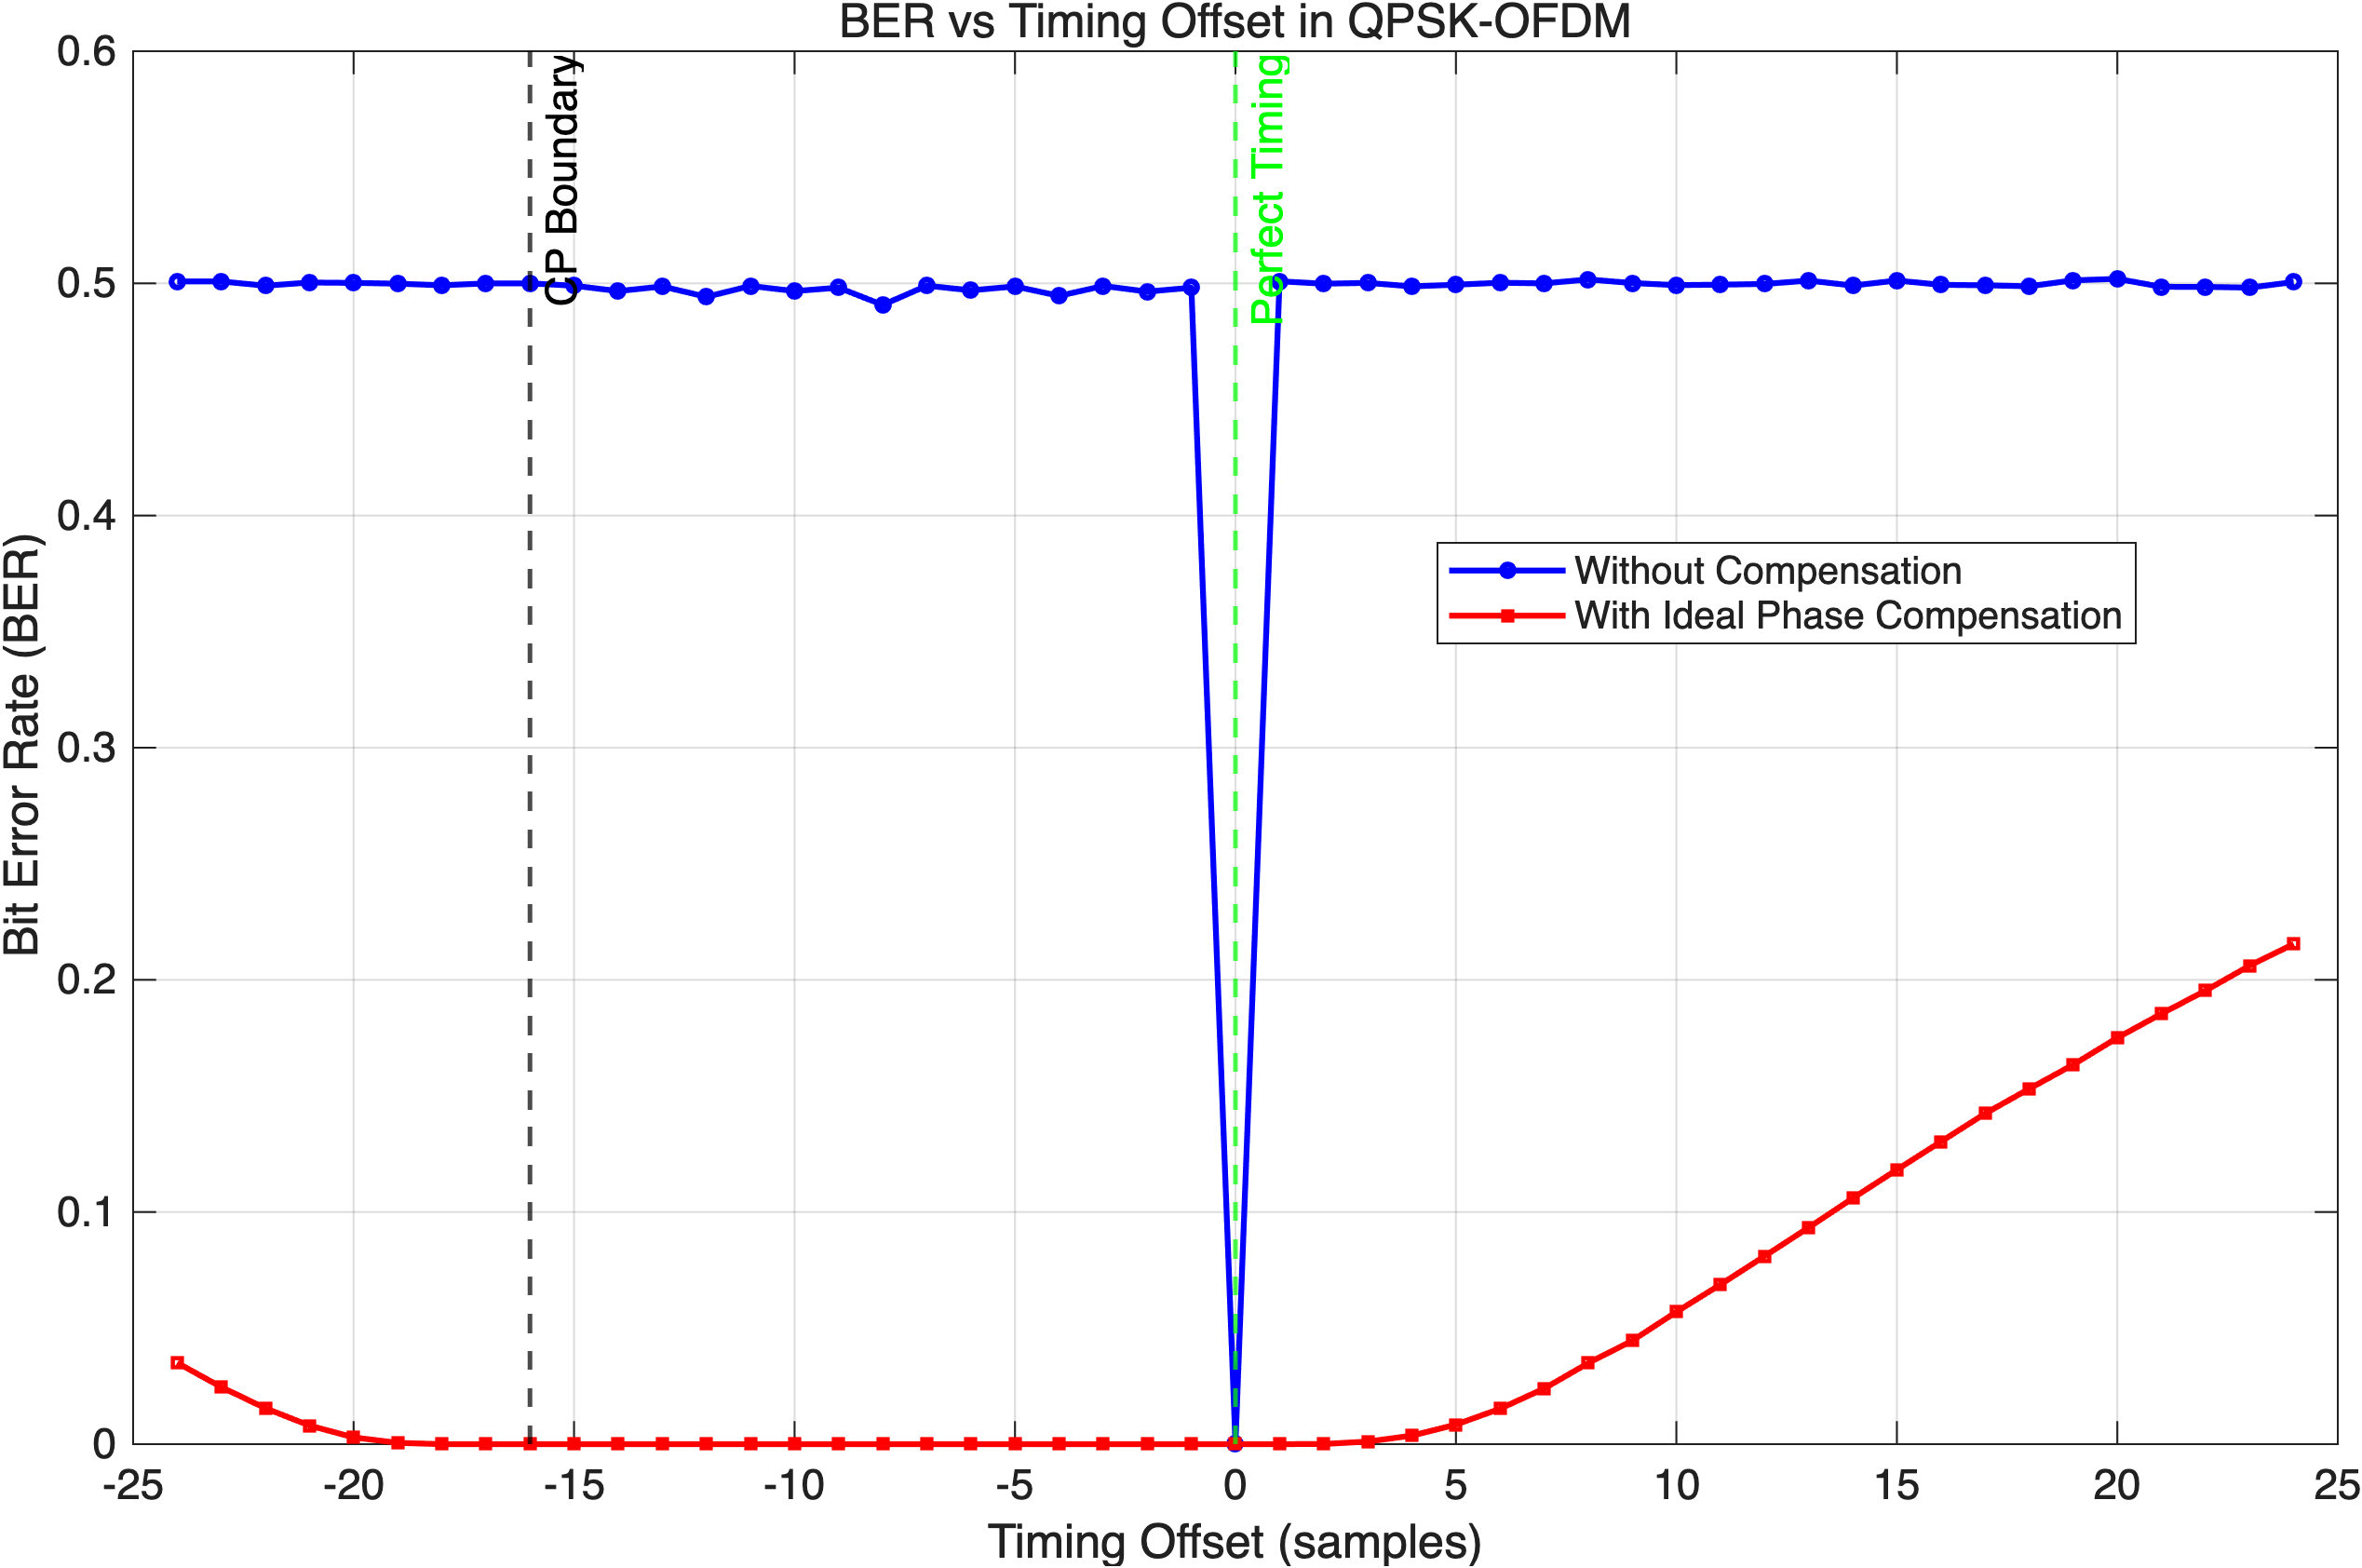 BER vs Timing Offset in QPSK-OFDM
0.6
0.5
0.4
0.3
0.2
0.1
0
Bit Error Rate (BER)
CP Boundary
Perfect Timing
Without Compensation
With Ideal Phase Compensation
-25 -20 -15 -10 -5 0 5 10 15 20 25
Timing Offset (samples)